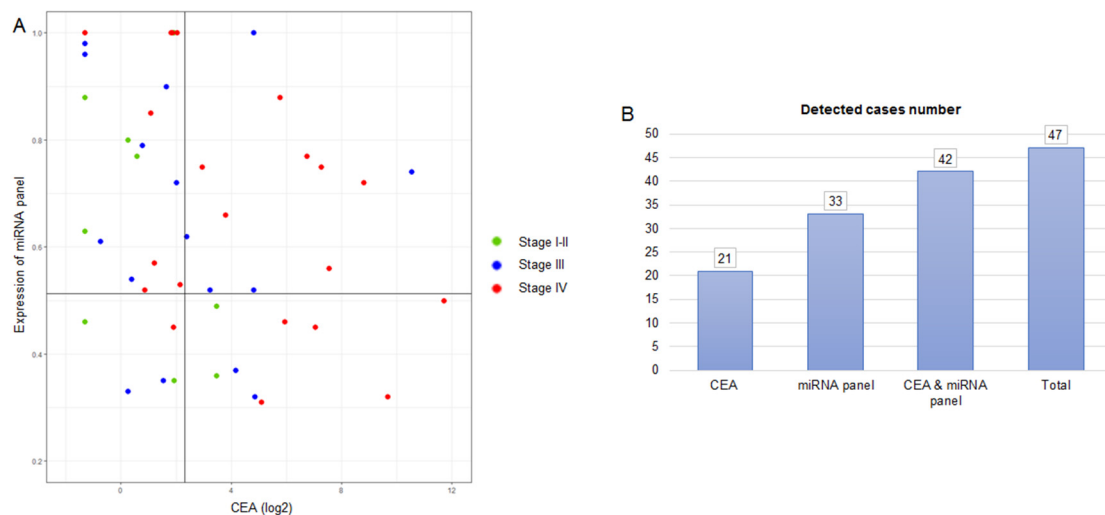 A
Expression of miRNA panel
1.0
0.8
0.6
0.4
0.2
0
4
8
12
CEA (log2)
Stage I-II
Stage III
Stage IV
B
Detected cases number
50
45
40
35
30
25
20
15
10
5
0
21
33
42
47
CEA
miRNA panel
CEA & miRNA
panel
Total